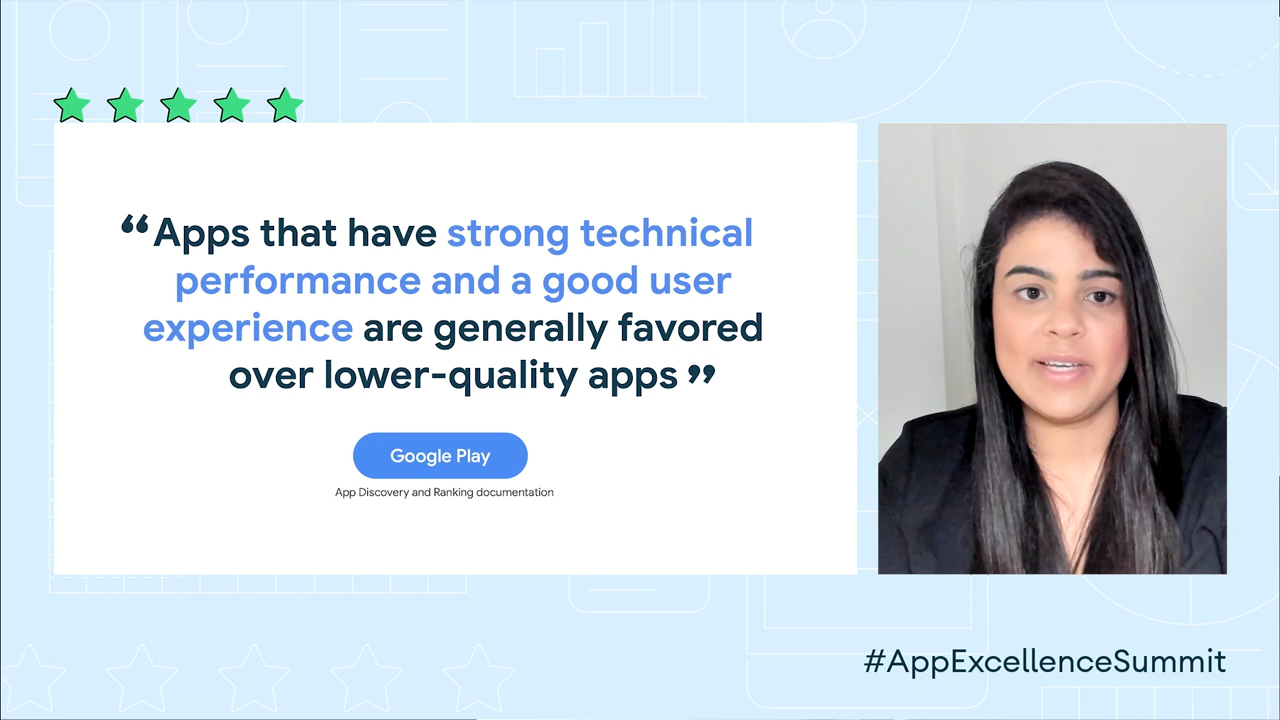 “Apps that have strong technical
performance and a good user
experience are generally favored
over lower-quality apps”
Google Play
App Discovery and Ranking documentation
#AppExcellenceSummit